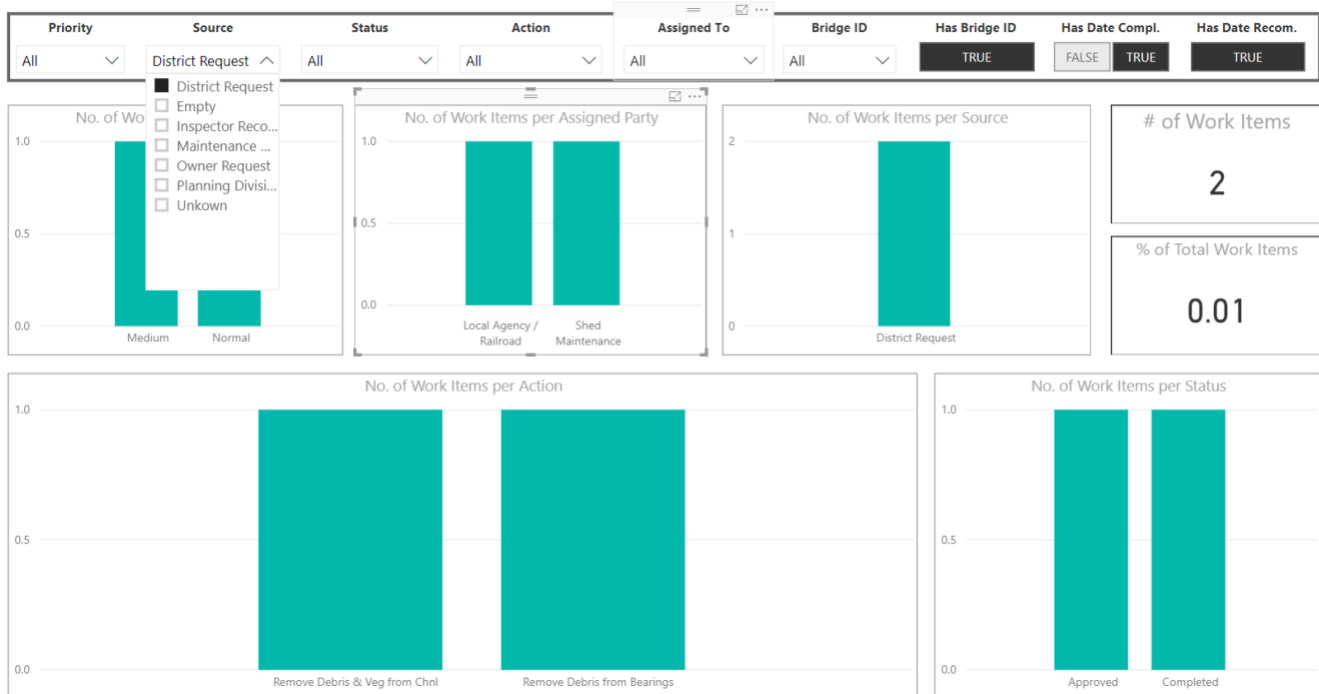 Priority
Source
Status
Action
Assigned To
Bridge ID
Has Bridge ID
Has Date Compl.
Has Date Recom.
All
District Request
All
All
All
All
TRUE
FALSE
TRUE
TRUE
District Request
Empty
Inspector Reco...
Maintenance ...
Owner Request
Planning Divisi...
Unkown
No. of Wo
1.0
0.5
0.0
Medium
Normal
No. of Work Items per Assigned Party
1.0
0.5
0.0
Local Agency /
Railroad
Shed
Maintenance
No. of Work Items per Source
2
1
0
District Request
# of Work Items
2
% of Total Work Items
0.01
No. of Work Items per Action
1.0
0.5
0.0
Remove Debris & Veg from Chnl
Remove Debris from Bearings
No. of Work Items per Status
1.0
0.5
0.0
Approved
Completed